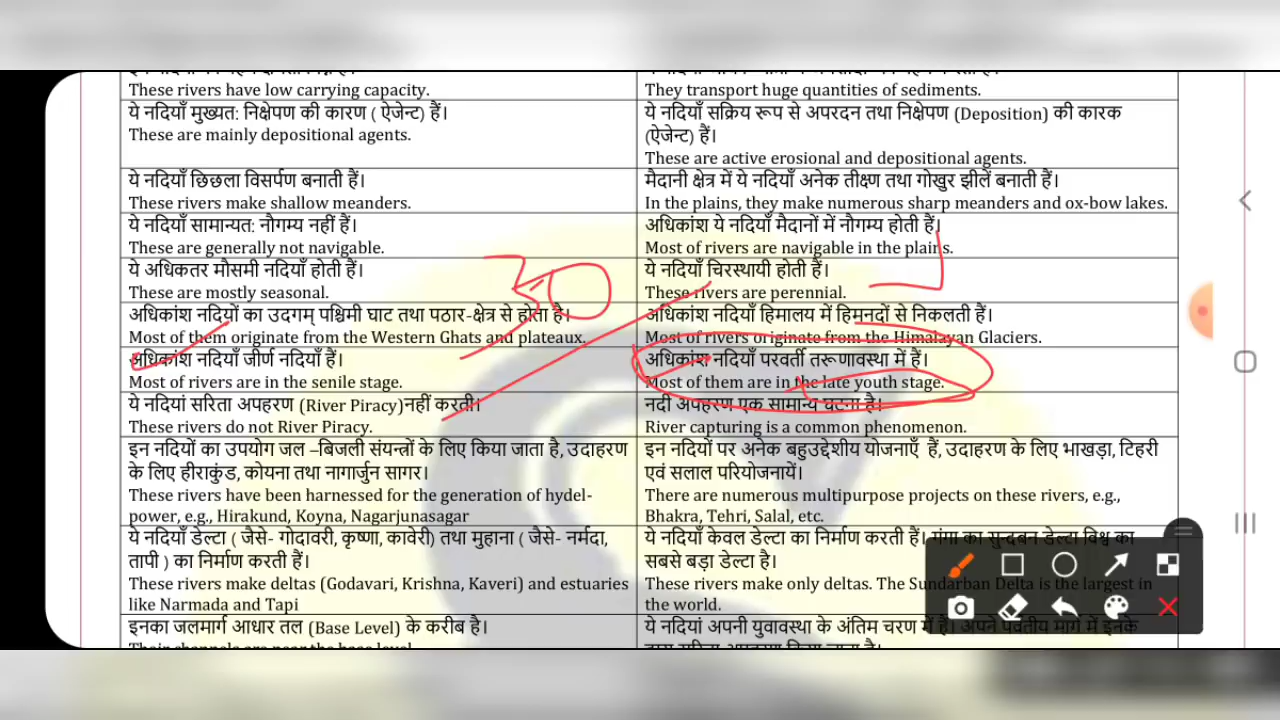 These rivers have low carrying capacity.
They transport huge quantities of sediments.
ये नदियाँ मुख्यत: निक्षेपण की कारण ( ऐजेन्ट) हैं।
These are mainly depositional agents.
ये नदियाँ सक्रिय रूप से अपरदन तथा निक्षेपण (Deposition) की कारक
(ऐजेन्ट) हैं।
These are active erosional and depositional agents.
ये नदियाँ छिछला विसर्पण बनाती हैं।
These rivers make shallow meanders.
मैदानी क्षेत्र में ये नदियाँ अनेक तीक्ष्ण तथा गोखुर झीलें बनाती हैं।
In the plains, they make numerous sharp meanders and ox-bow lakes.
ये नदियाँ सामान्यत: नौगम्य नहीं हैं।
These are generally not navigable.
अधिकांश ये नदियाँ मैदानों में नौगम्य होती हैं।
Most of rivers are navigable in the plains.
ये अधिकतर मौसमी नदियाँ होती हैं।
These are mostly seasonal.
ये नदियाँ चिरस्थायी होती हैं।
These rivers are perennial.
30
अधिकांश नदियों का उदगम् पश्चिमी घाट तथा पठार-क्षेत्र से होता है।
Most of them originate from the Western Ghats and plateaux.
अधिकांश नदियाँ हिमालय में हिमनदों से निकलती हैं।
Most of rivers originate from the Himalayan Glaciers.
अधिकांश नदियाँ जीर्ण नदियाँ हैं।
Most of rivers are in the senile stage.
अधिकांश नदियाँ परवर्ती तरूणावस्था में हैं।
Most of them are in the late youth stage.
ये नदियां सरिता अपहरण (River Piracy)नहीं करती।
These rivers do not River Piracy.
नदी अपहरण एक सामान्य घटना है।
River capturing is a common phenomenon.
इन नदियों का उपयोग जल –बिजली संयन्त्रों के लिए किया जाता है, उदाहरण
के लिए हीराकुंड, कोयना तथा नागार्जुन सागर।
These rivers have been harnessed for the generation of hydel-
power, e.g., Hirakund, Koyna, Nagarjunasagar
इन नदियों पर अनेक बहुउद्देशीय योजनाएँ हैं, उदाहरण के लिए भाखड़ा, टिहरी
एवं सलाल परियोजनायें।
There are numerous multipurpose projects on these rivers, e.g.,
Bhakra, Tehri, Salal, etc.
ये नदियाँ डेल्टा ( जैसे- गोदावरी, कृष्णा, कावेरी) तथा मुहाना ( जैसे- नर्मदा,
तापी ) का निर्माण करती हैं।
These rivers make deltas (Godavari, Krishna, Kaveri) and estuaries
like Narmada and Tapi
ये नदियाँ केवल डेल्टा का निर्माण करती हैं। गंगा का सुन्दबन डेल्टा विश्व का
सबसे बड़ा डेल्टा है।
These rivers make only deltas. The Sundarban Delta is the largest in
the world.
इनका जलमार्ग आधार तल (Base Level) के करीब है।
ये नदियां अपनी युवावस्था के अंतिम चरण में हैं। अपने पर्वतीय मार्ग में इनके